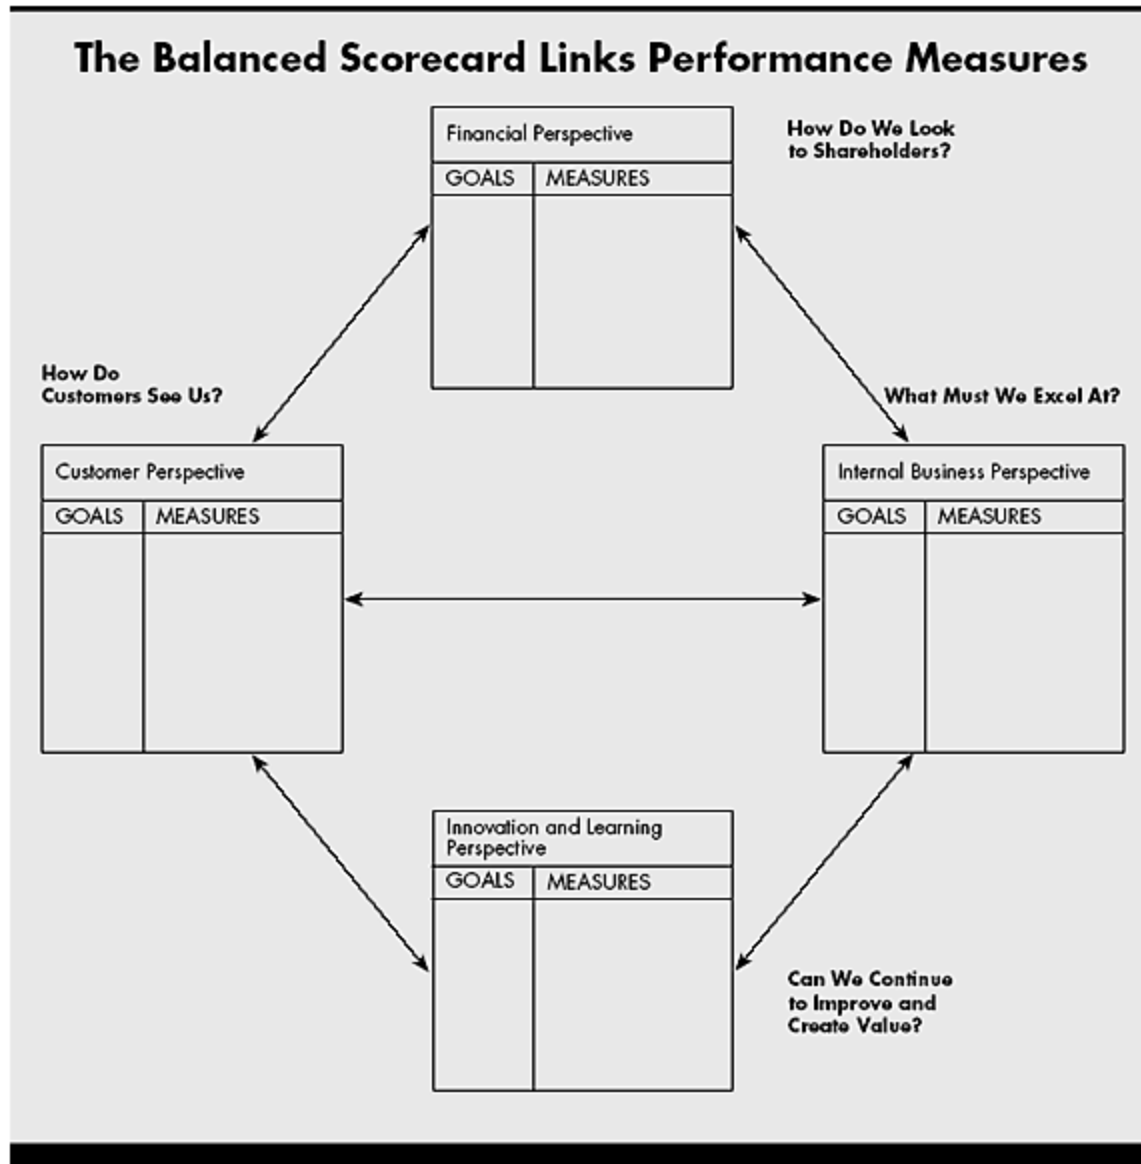 The Balanced Scorecard Links Performance Measures
Financial Perspective
GOALS MEASURES
How Do We Look
to Shareholders?
How Do
Customers See Us?
What Must We Excel At?
Customer Perspective
GOALS MEASURES
Internal Business Perspective
GOALS MEASURES
Innovation and Learning
Perspective
GOALS MEASURES
Can We Continue
to Improve and
Create Value?